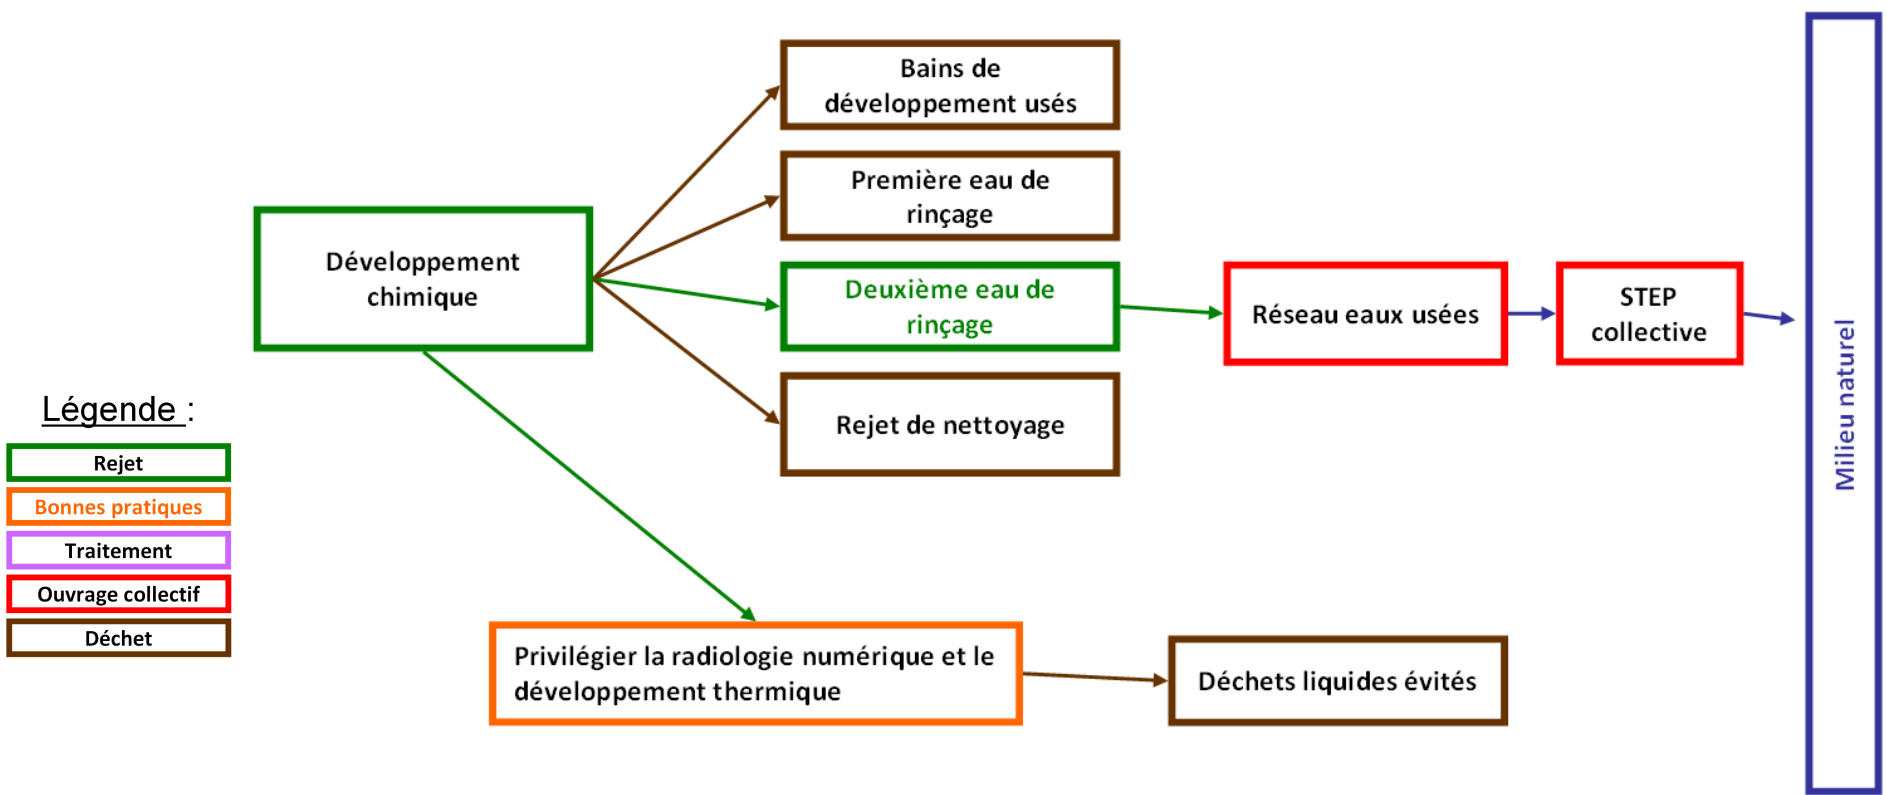 Bains de
développement usés
Première eau de
rinçage
Développement
chimique
Deuxième eau de
rinçage
Réseau eaux usées
STEP
collective
Milieu naturel
Rejet de nettoyage
Légende :
Rejet
Bonnes pratiques
Traitement
Ouvrage collectif
Déchet
Privilégier la radiologie numérique et le
développement thermique
Déchets liquides évités